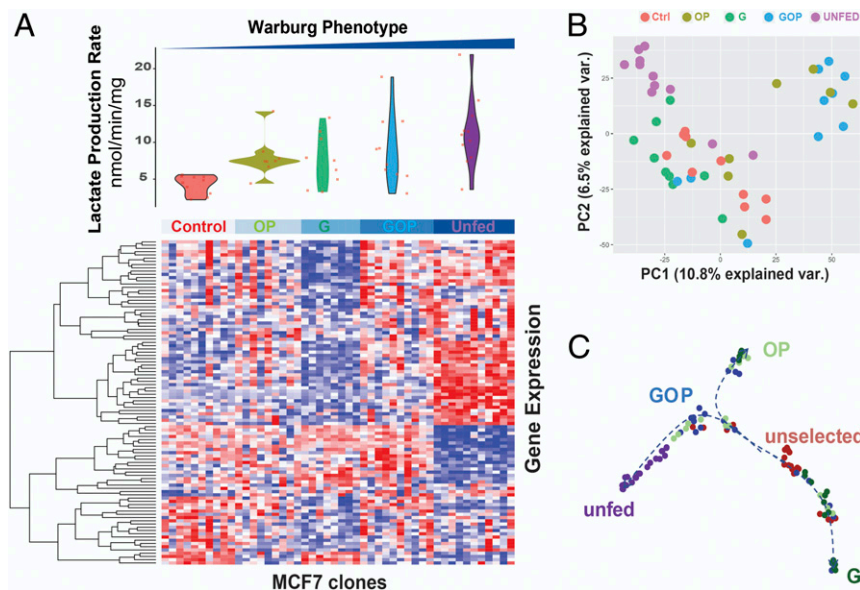 A
Warburg Phenotype
Lactate Production Rate
nmol/min/mg
20
15
10
5
Control OP G GOP Unfed
Gene Expression
MCF7 clones
B
Ctrl OP G GOP UNFED
PC2 (6.5% explained var.)
25
0
-25
-50
-25 0 25 50
PC1 (10.8% explained var.)
C
OP
GOP
unselected
unfed
G